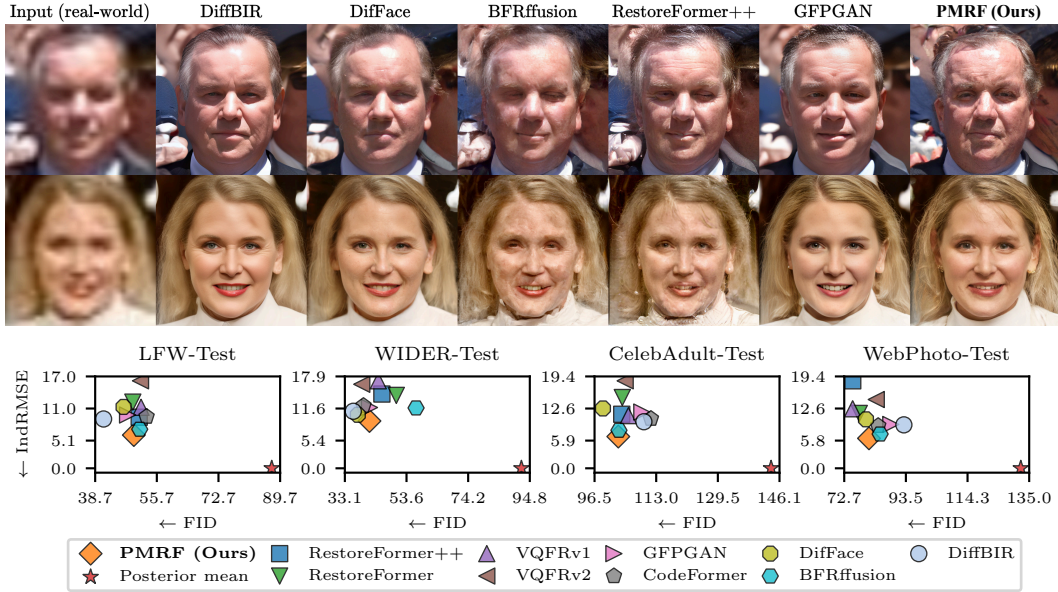 Input (real-world) DiffBIR DifFace BFRffusion RestoreFormer++ GFPGAN PMRF (Ours)
LFW-Test WIDER-Test CelebAdult-Test WebPhoto-Test
← IndRMSE
17.0 11.0 5.1 0.0
38.7 55.7 72.7 89.7
← FID
17.9 11.6 5.4 0.0
33.1 53.6 74.2 94.8
← FID
19.4 12.6 5.8 0.0
96.5 113.0 129.5 146.1
← FID
19.4 12.6 5.8 0.0
72.7 93.5 114.3 135.0
← FID
PMRF (Ours) RestoreFormer++ VQFRv1 GFPGAN DifFace DiffBIR
Posterior mean RestoreFormer VQFRv2 CodeFormer BFRffusion